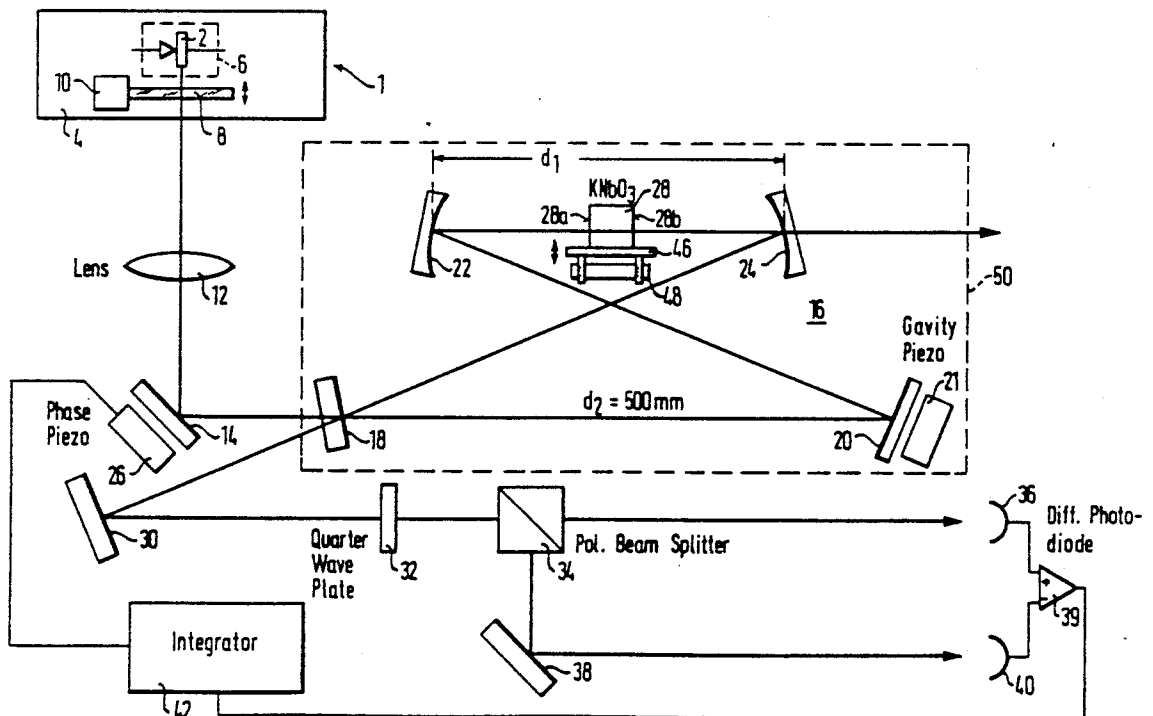 2
6
10
1
4
8
d1
KNbO3
28
28a
28b
46
22
24
48
50
Lens
12
16
Gavity
Piezo
21
Phase
Piezo
d2 = 500mm
14
18
20
26
36
30
Quarter
Wave
Plate
32
34
Pol. Beam Splitter
Diff. Photo-
diode
+
−
39
Integrator
38
40
42